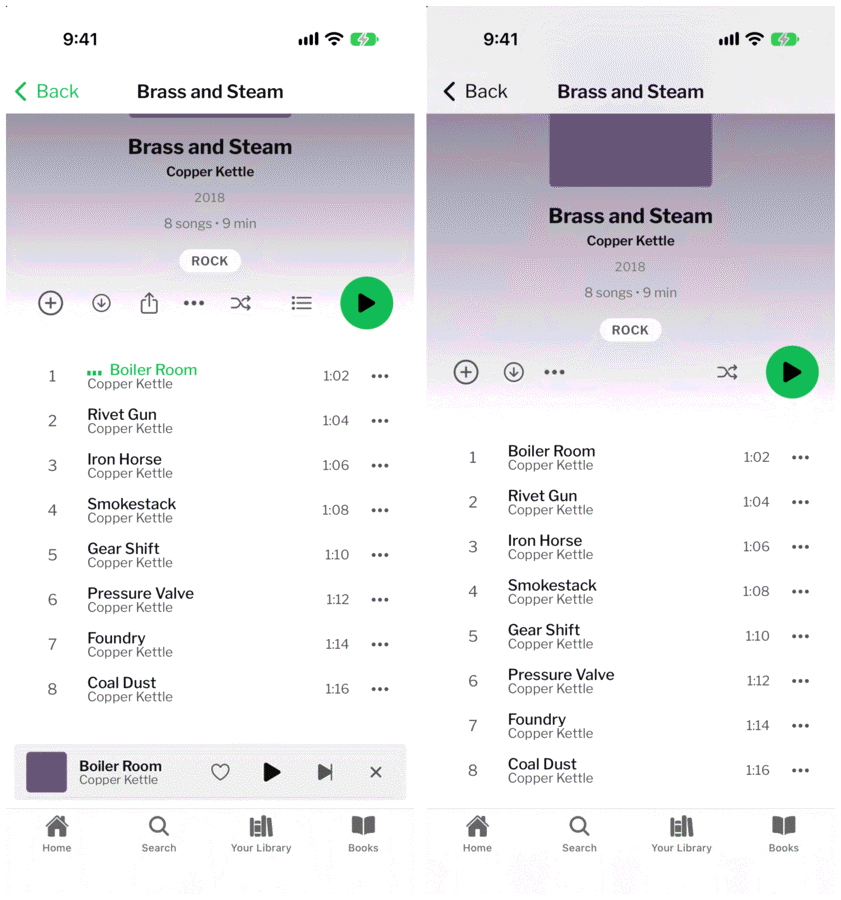 9:41
Back
Brass and Steam
Brass and Steam
Copper Kettle
2018
8 songs • 9 min
ROCK
1
Boiler Room
Copper Kettle
1:02
2
Rivet Gun
Copper Kettle
1:04
3
Iron Horse
Copper Kettle
1:06
4
Smokestack
Copper Kettle
1:08
5
Gear Shift
Copper Kettle
1:10
6
Pressure Valve
Copper Kettle
1:12
7
Foundry
Copper Kettle
1:14
8
Coal Dust
Copper Kettle
1:16
Boiler Room
Copper Kettle
Home
Search
Your Library
Books
9:41
Back
Brass and Steam
Brass and Steam
Copper Kettle
2018
8 songs • 9 min
ROCK
1
Boiler Room
Copper Kettle
1:02
2
Rivet Gun
Copper Kettle
1:04
3
Iron Horse
Copper Kettle
1:06
4
Smokestack
Copper Kettle
1:08
5
Gear Shift
Copper Kettle
1:10
6
Pressure Valve
Copper Kettle
1:12
7
Foundry
Copper Kettle
1:14
8
Coal Dust
Copper Kettle
1:16
Home
Search
Your Library
Books